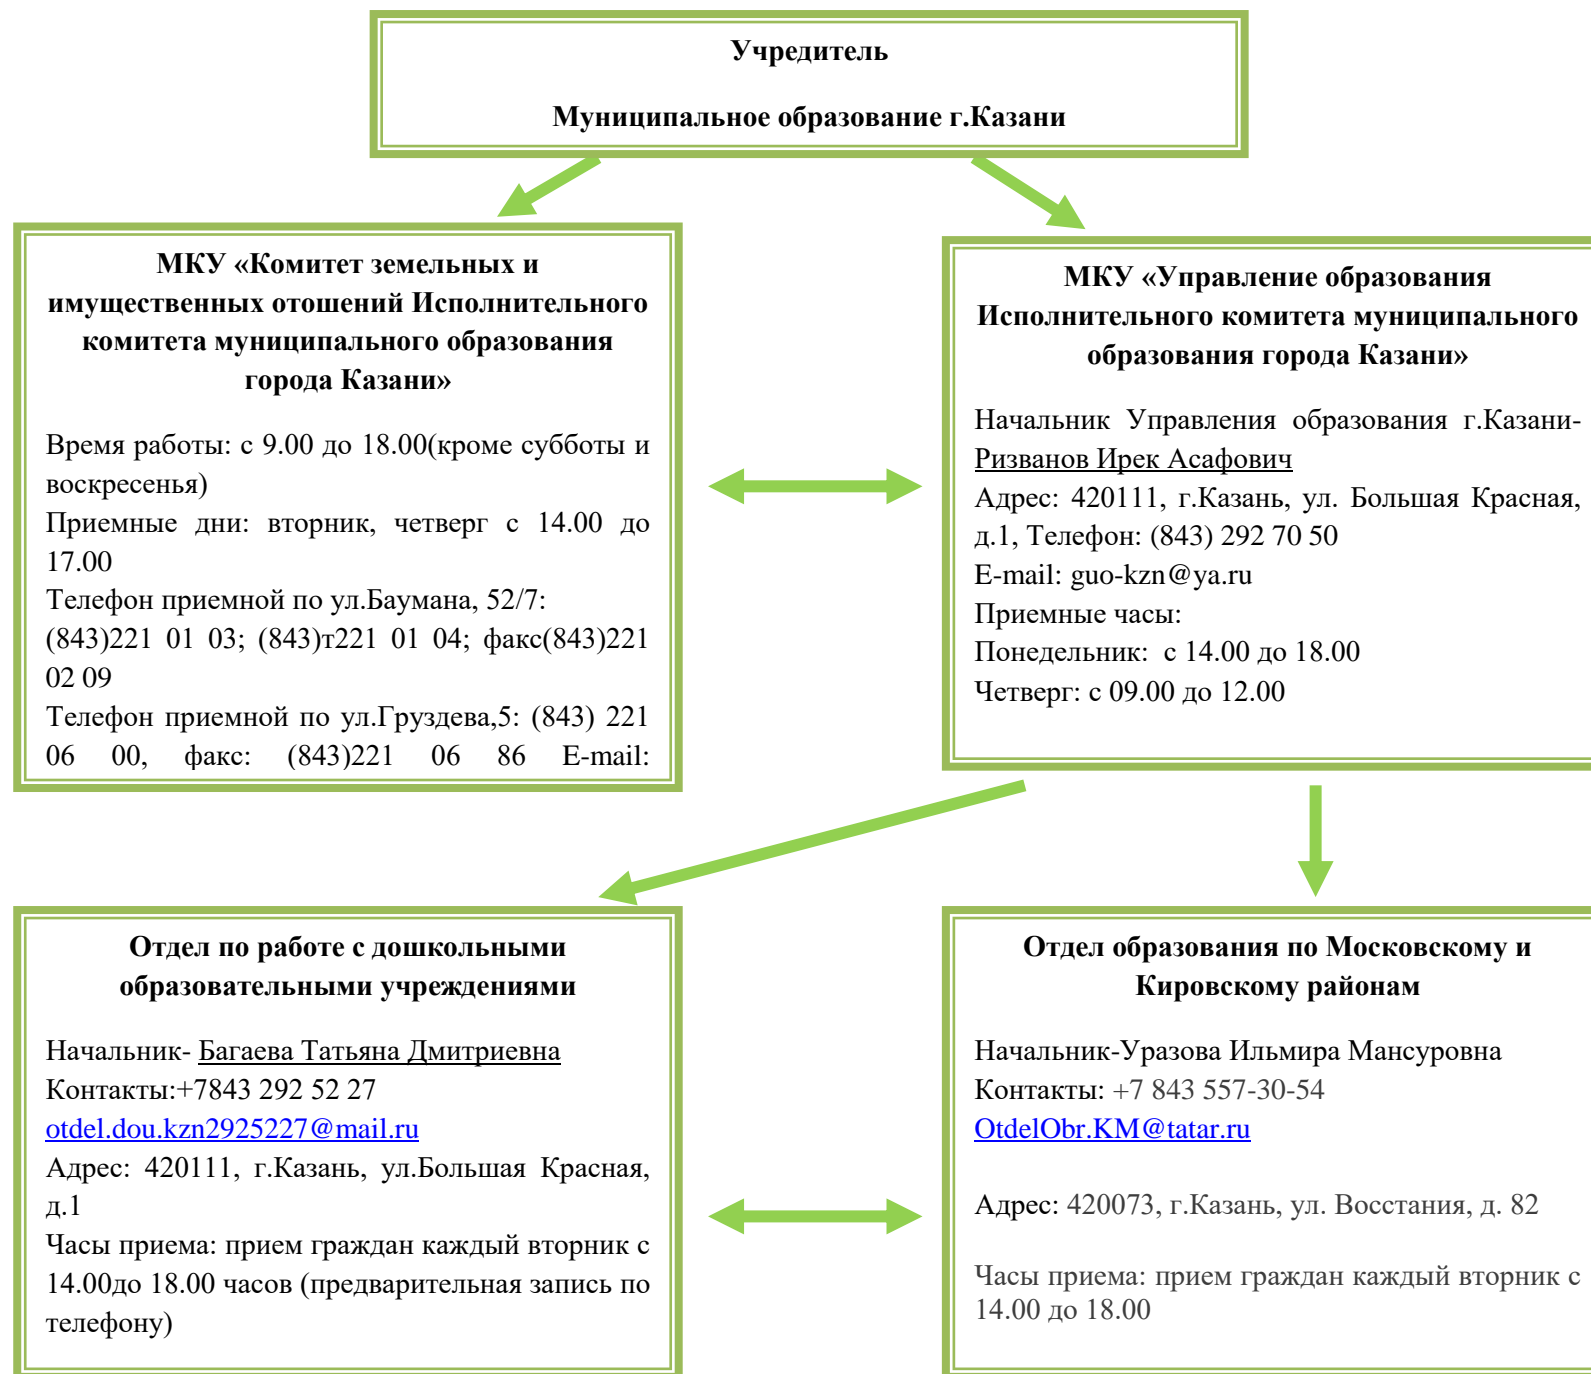 Учредитель
Муниципальное образование г.Казани
МКУ «Комитет земельных и
имущественных отошений Исполнительного
комитета муниципального образования
города Казани»
Время работы: с 9.00 до 18.00(кроме субботы и
воскресенья)
Приемные дни: вторник, четверг с 14.00 до
17.00
Телефон приемной по ул.Баумана, 52/7:
(843)221 01 03; (843)т221 01 04; факс(843)221
02 09
Телефон приемной по ул.Груздева,5: (843) 221
06 00, факс: (843)221 06 86 E-mail:
МКУ «Управление образования
Исполнительного комитета муниципального
образования города Казани»
Начальник Управления образования г.Казани-
Ризванов Ирек Асафович
Адрес: 420111, г.Казань, ул. Большая Красная,
д.1, Телефон: (843) 292 70 50
E-mail: guo-kzn@ya.ru
Приемные часы:
Понедельник: с 14.00 до 18.00
Четверг: с 09.00 до 12.00
Отдел по работе с дошкольными
образовательными учреждениями
Начальник- Багаева Татьяна Дмитриевна
Контакты:+7843 292 52 27
otdel.dou.kzn2925227@mail.ru
Адрес: 420111, г.Казань, ул.Большая Красная,
д.1
Часы приема: прием граждан каждый вторник с
14.00до 18.00 часов (предварительная запись по
телефону)
Отдел образования по Московскому и
Кировскому районам
Начальник-Уразова Ильмира Мансуровна
Контакты: +7 843 557-30-54
OtdelObr.KM@tatar.ru
Адрес: 420073, г.Казань, ул. Восстания, д. 82
Часы приема: прием граждан каждый вторник с
14.00 до 18.00